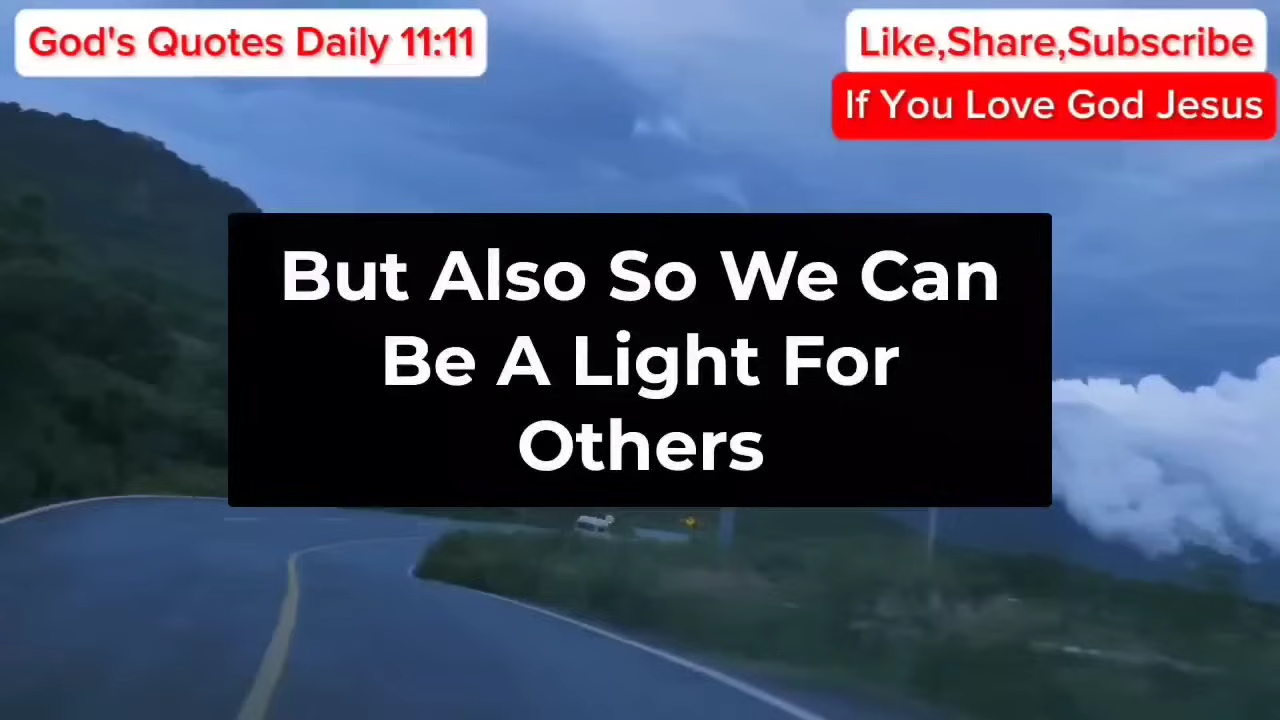 God's Quotes Daily 11:11
Like,Share,Subscribe
If You Love God Jesus
But Also So We Can
Be A Light For
Others